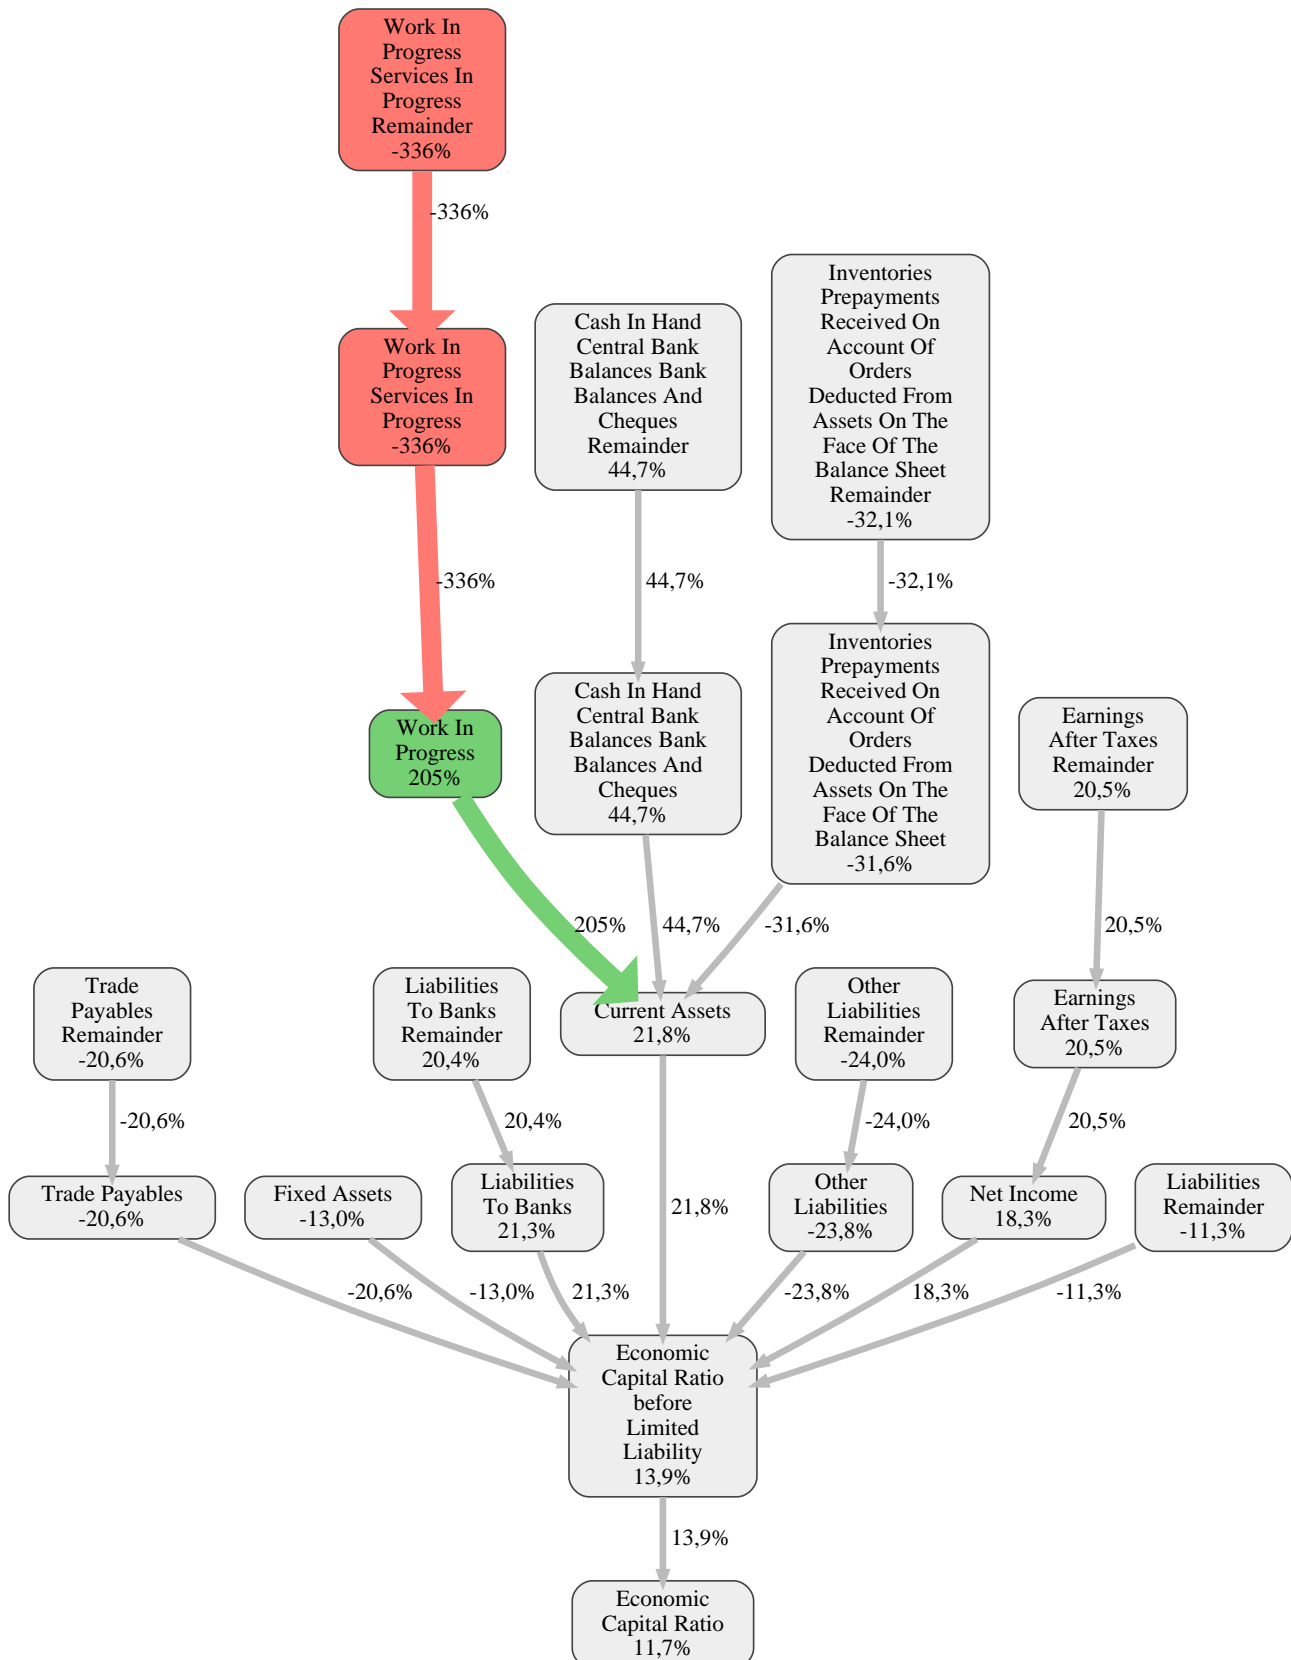 Work In
Progress
Services In
Progress
Remainder
-336%
-336%
Work In
Progress
Services In
Progress
-336%
Cash In Hand
Central Bank
Balances Bank
Balances And
Cheques
Remainder
44,7%
Inventories
Prepayments
Received On
Account Of
Orders
Deducted From
Assets On The
Face Of The
Balance Sheet
Remainder
-32,1%
-336%
44,7%
-32,1%
Work In
Progress
205%
Cash In Hand
Central Bank
Balances Bank
Balances And
Cheques
44,7%
Inventories
Prepayments
Received On
Account Of
Orders
Deducted From
Assets On The
Face Of The
Balance Sheet
-31,6%
Earnings
After Taxes
Remainder
20,5%
205%
44,7%
-31,6%
20,5%
Trade
Payables
Remainder
-20,6%
Liabilities
To Banks
Remainder
20,4%
Current Assets
21,8%
Other
Liabilities
Remainder
-24,0%
Earnings
After Taxes
20,5%
-20,6%
20,4%
21,8%
-24,0%
20,5%
Trade Payables
-20,6%
Fixed Assets
-13,0%
Liabilities
To Banks
21,3%
Other
Liabilities
-23,8%
Net Income
18,3%
Liabilities
Remainder
-11,3%
-20,6%
-13,0%
21,3%
-23,8%
18,3%
-11,3%
Economic
Capital Ratio
before
Limited
Liability
13,9%
13,9%
Economic
Capital Ratio
11,7%